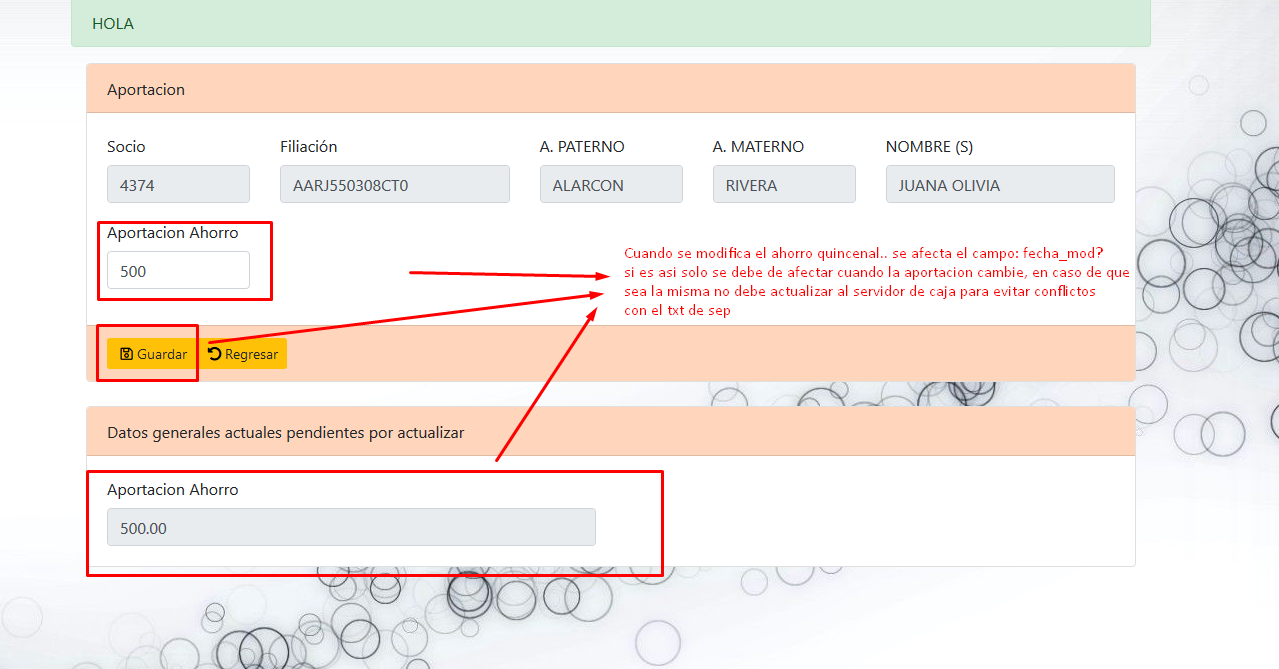 HOLA
Aportacion
Socio
Filiación
A. PATERNO
A. MATERNO
NOMBRE (S)
4374
AARJ550308CT0
ALARCON
RIVERA
JUANA OLIVIA
Aportacion Ahorro
500
Cuando se modifica el ahorro quincenal.. se afecta el campo: fecha_mod?
si es asi solo se debe de afectar cuando la aportacion cambie, en caso de que
sea la misma no debe actualizar al servidor de caja para evitar conflictos
con el txt de sep
Guardar
Regresar
Datos generales actuales pendientes por actualizar
Aportacion Ahorro
500.00